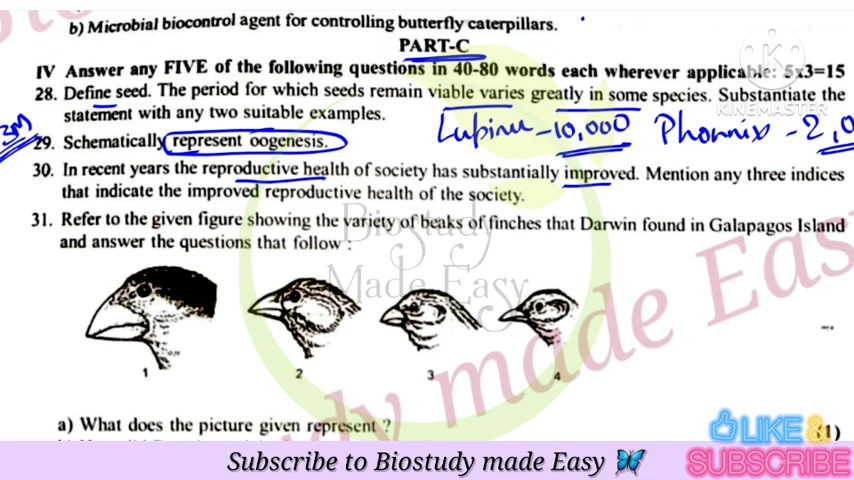 b) Microbial biocontrol agent for controlling butterfly caterpillars.
PART-C
IV Answer any FIVE of the following questions in 40-80 words each wherever applicable: 5x3=15
28. Define seed. The period for which seeds remain viable varies greatly in some species. Substantiate the
statement with any two suitable examples.
Lupine - 10,000 Phoenix - 2,0
3M
29. Schematically represent oogenesis.
30. In recent years the reproductive health of society has substantially improved. Mention any three indices
that indicate the improved reproductive health of the society.
31. Refer to the given figure showing the variety of beaks of finches that Darwin found in Galapagos Island
and answer the questions that follow :
1 2 3 4
a) What does the picture given represent ?
1)
Biostudy
Made Easy
study made Easy
KINEMASTER
LIKE &
SUBSCRIBE
Subscribe to Biostudy made Easy 🦋